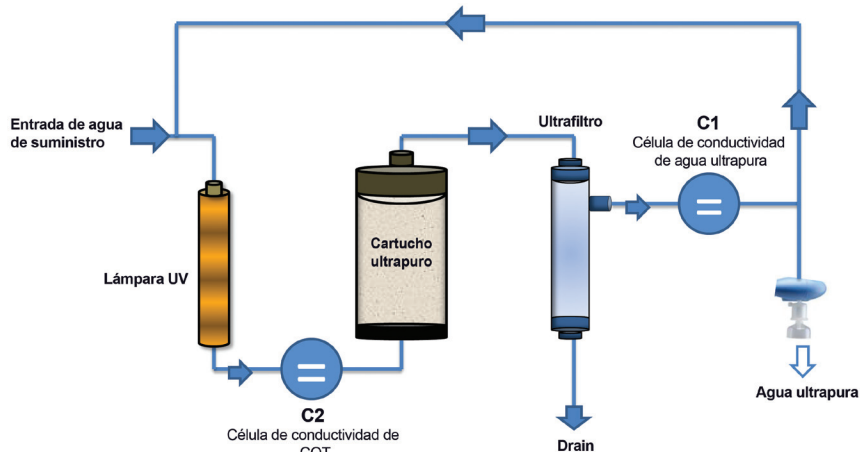 Entrada de agua
de suministro
Ultrafiltro
C1
Célula de conductividad
de agua ultrapura
Cartucho
ultrapuro
Lámpara UV
C2
Célula de conductividad de
COT
Drain
Agua ultrapura